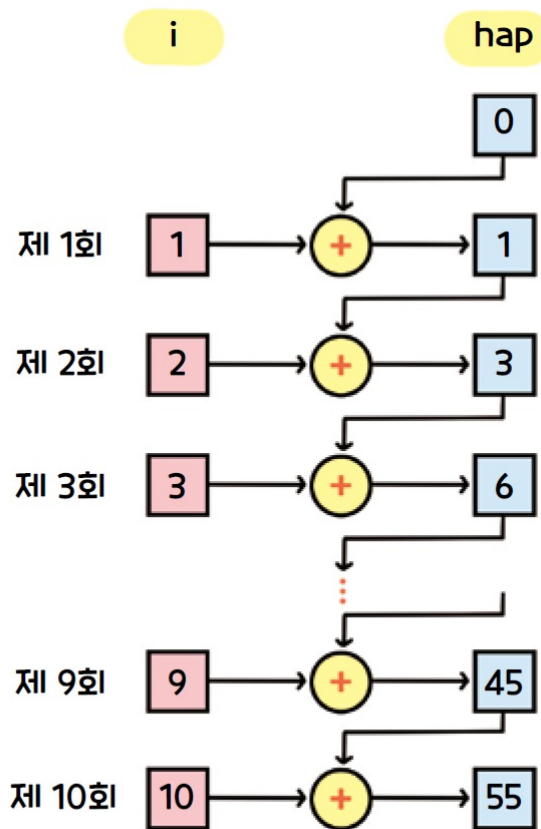 i hap
0
제 1회 1 + 1
제 2회 2 + 3
제 3회 3 + 6
제 9회 9 + 45
제 10회 10 + 55